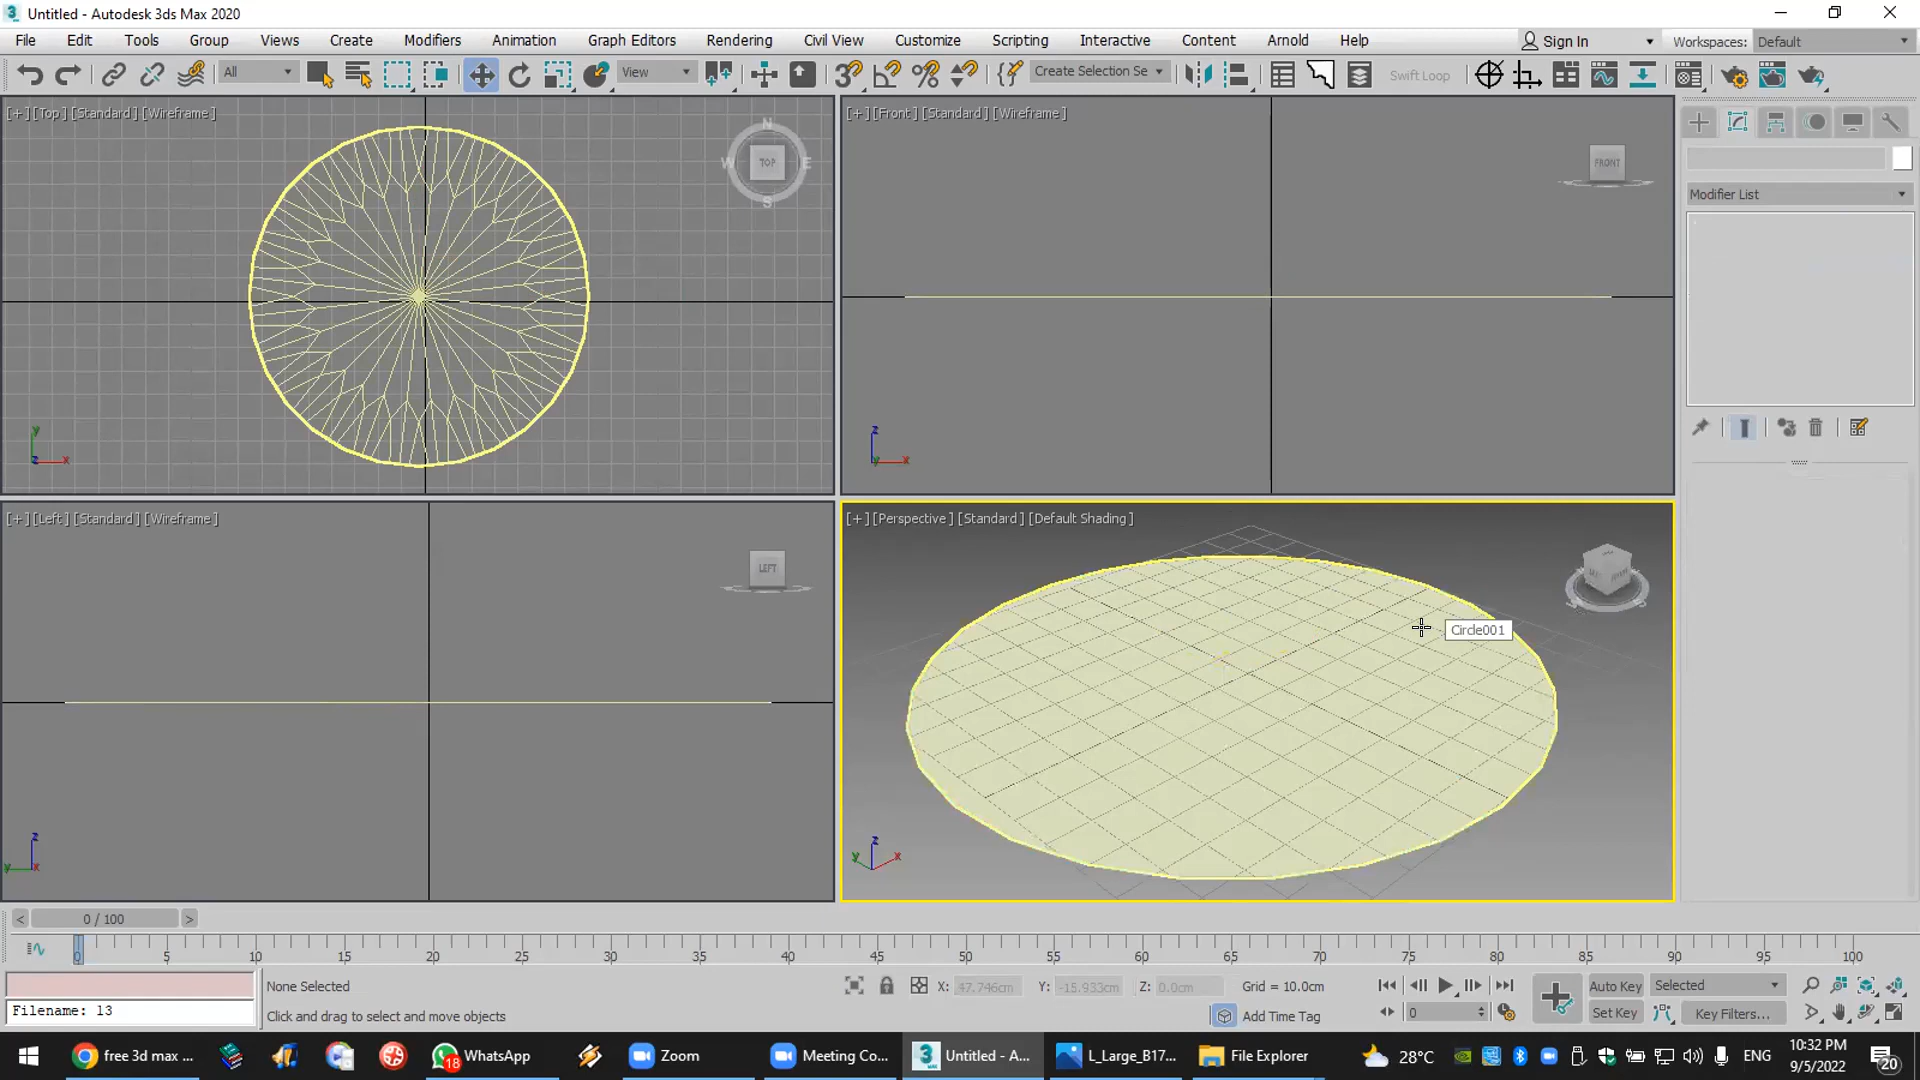 Untitled - Autodesk 3ds Max 2020
File Edit Tools Group Views Create Modifiers Animation Graph Editors Rendering Civil View Customize Scripting Interactive Content Arnold Help Sign In Workspaces: Default
All View Create Selection Se Swift Loop
[+] [Top] [Standard] [Wireframe]
N
W TOP E
S
[+] [Front] [Standard] [Wireframe]
FRONT
Modifier List
y
z x
z
y x
[+] [Left] [Standard] [Wireframe]
LEFT
[+] [Perspective] [Standard] [Default Shading]
Circle001
z
y x
z
y x
< 0 / 100 >
0 5 10 15 20 25 30 35 40 45 50 55 60 65 70 75 80 85 90 95 100
None Selected X: 47.746cm Y: -15.933cm Z: 0.0cm Grid = 10.0cm Auto Key Selected
Filename: 13
Click and drag to select and move objects Add Time Tag 0 Set Key Key Filters...
free 3d max ... 18 WhatsApp Zoom Meeting Co... Untitled - A... L_Large_B17... File Explorer 28°C ENG 10:32 PM
9/5/2022
20